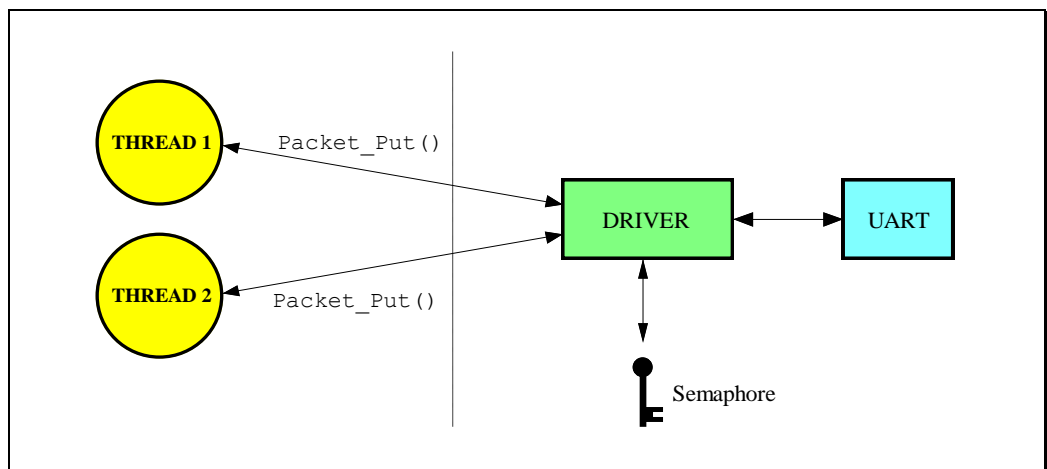 THREAD 1
Packet_Put()
DRIVER
UART
THREAD 2
Packet_Put()
Semaphore